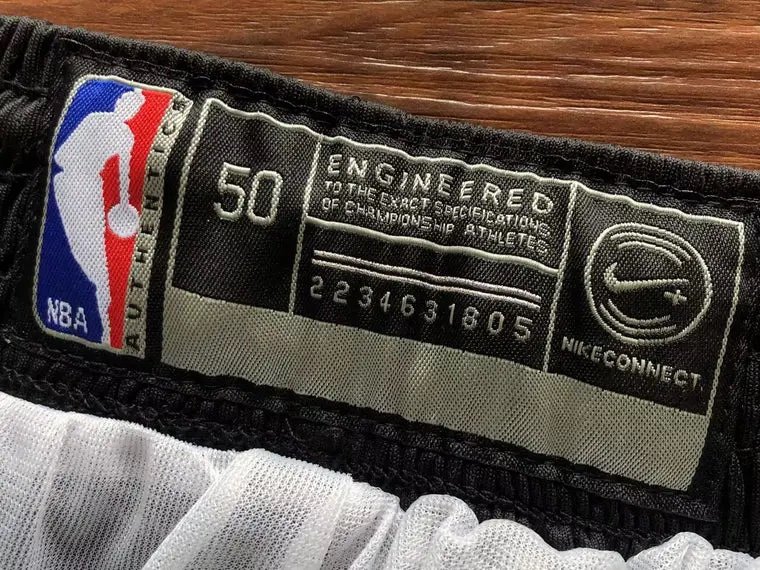 NBA
AUTHENTICS
50
ENGINEERED
TO THE EXACT SPECIFICATIONS
OF CHAMPIONSHIP ATHLETES
2234631805
NIKECONNECT